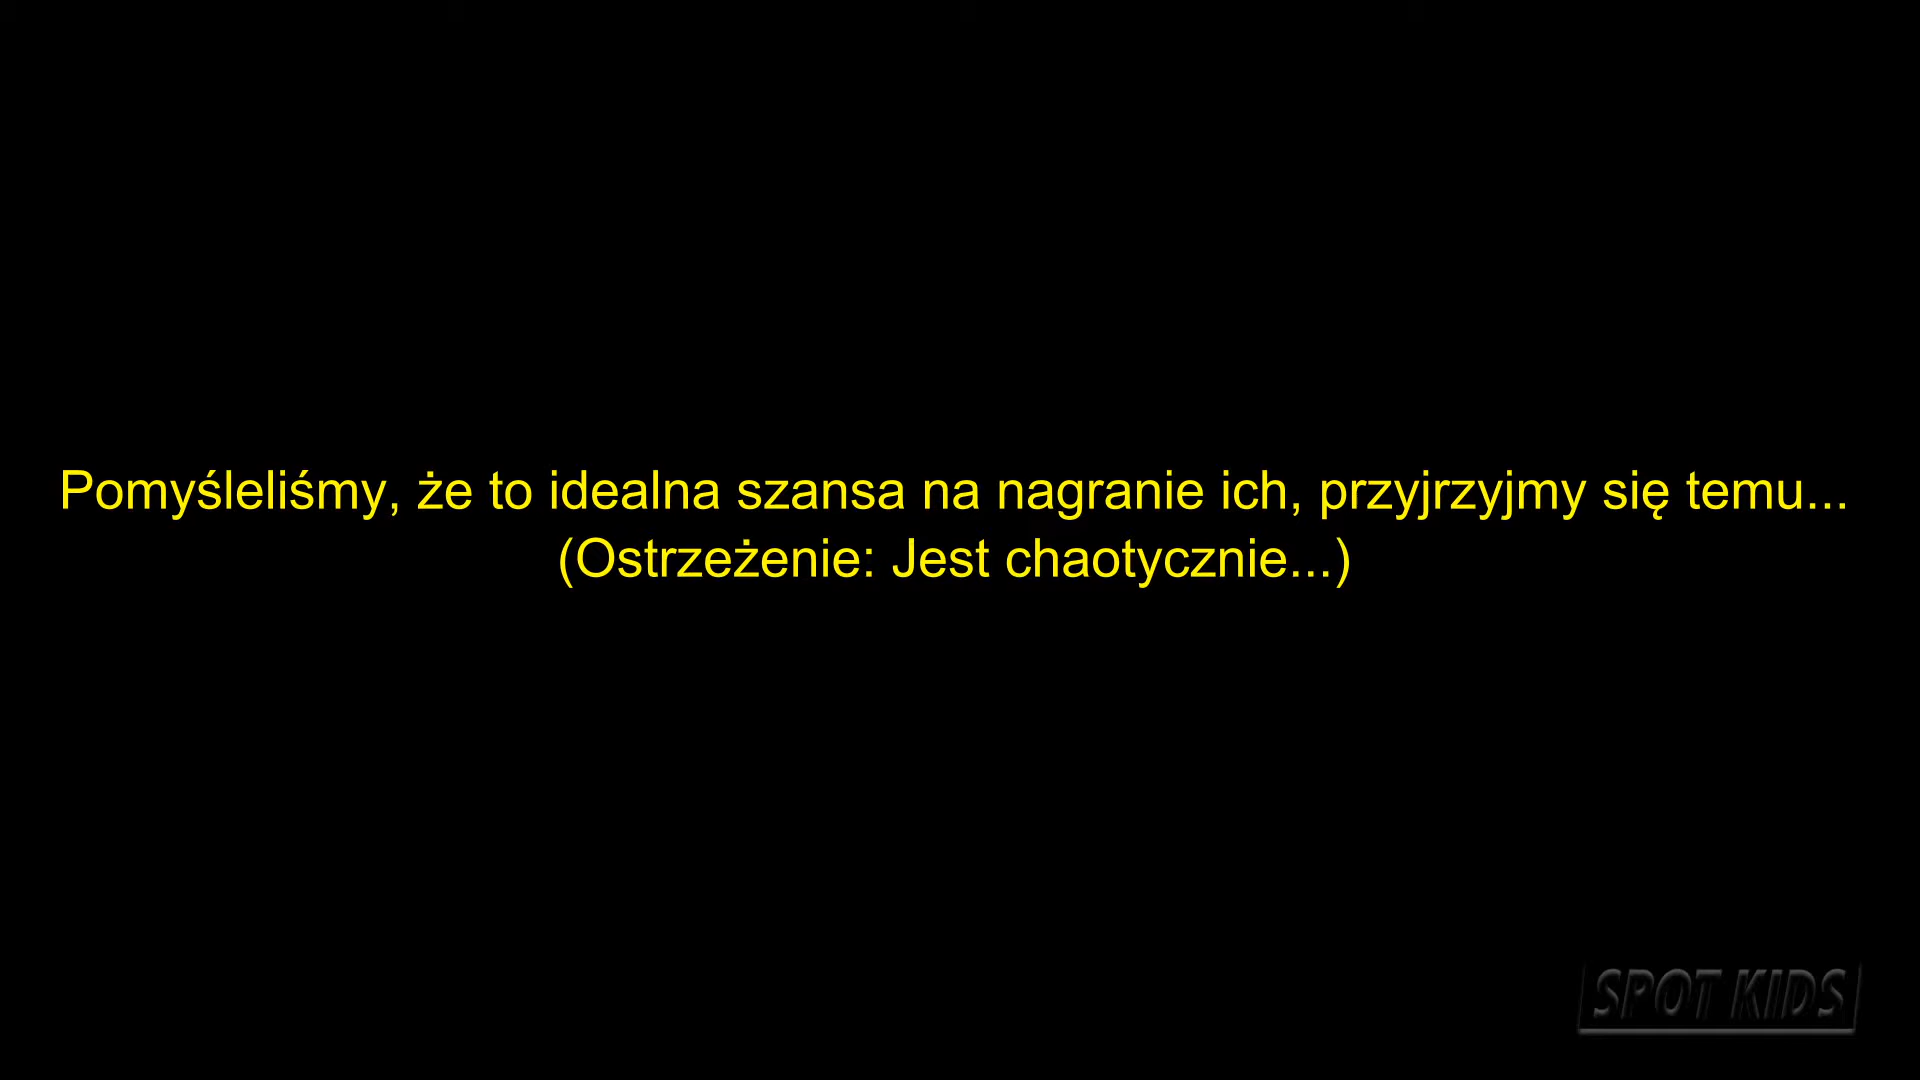 Pomyśleliśmy, że to idealna szansa na nagranie ich, przyjrzyjmy się temu...
(Ostrzeżenie: Jest chaotycznie...)
SPOT KIDS